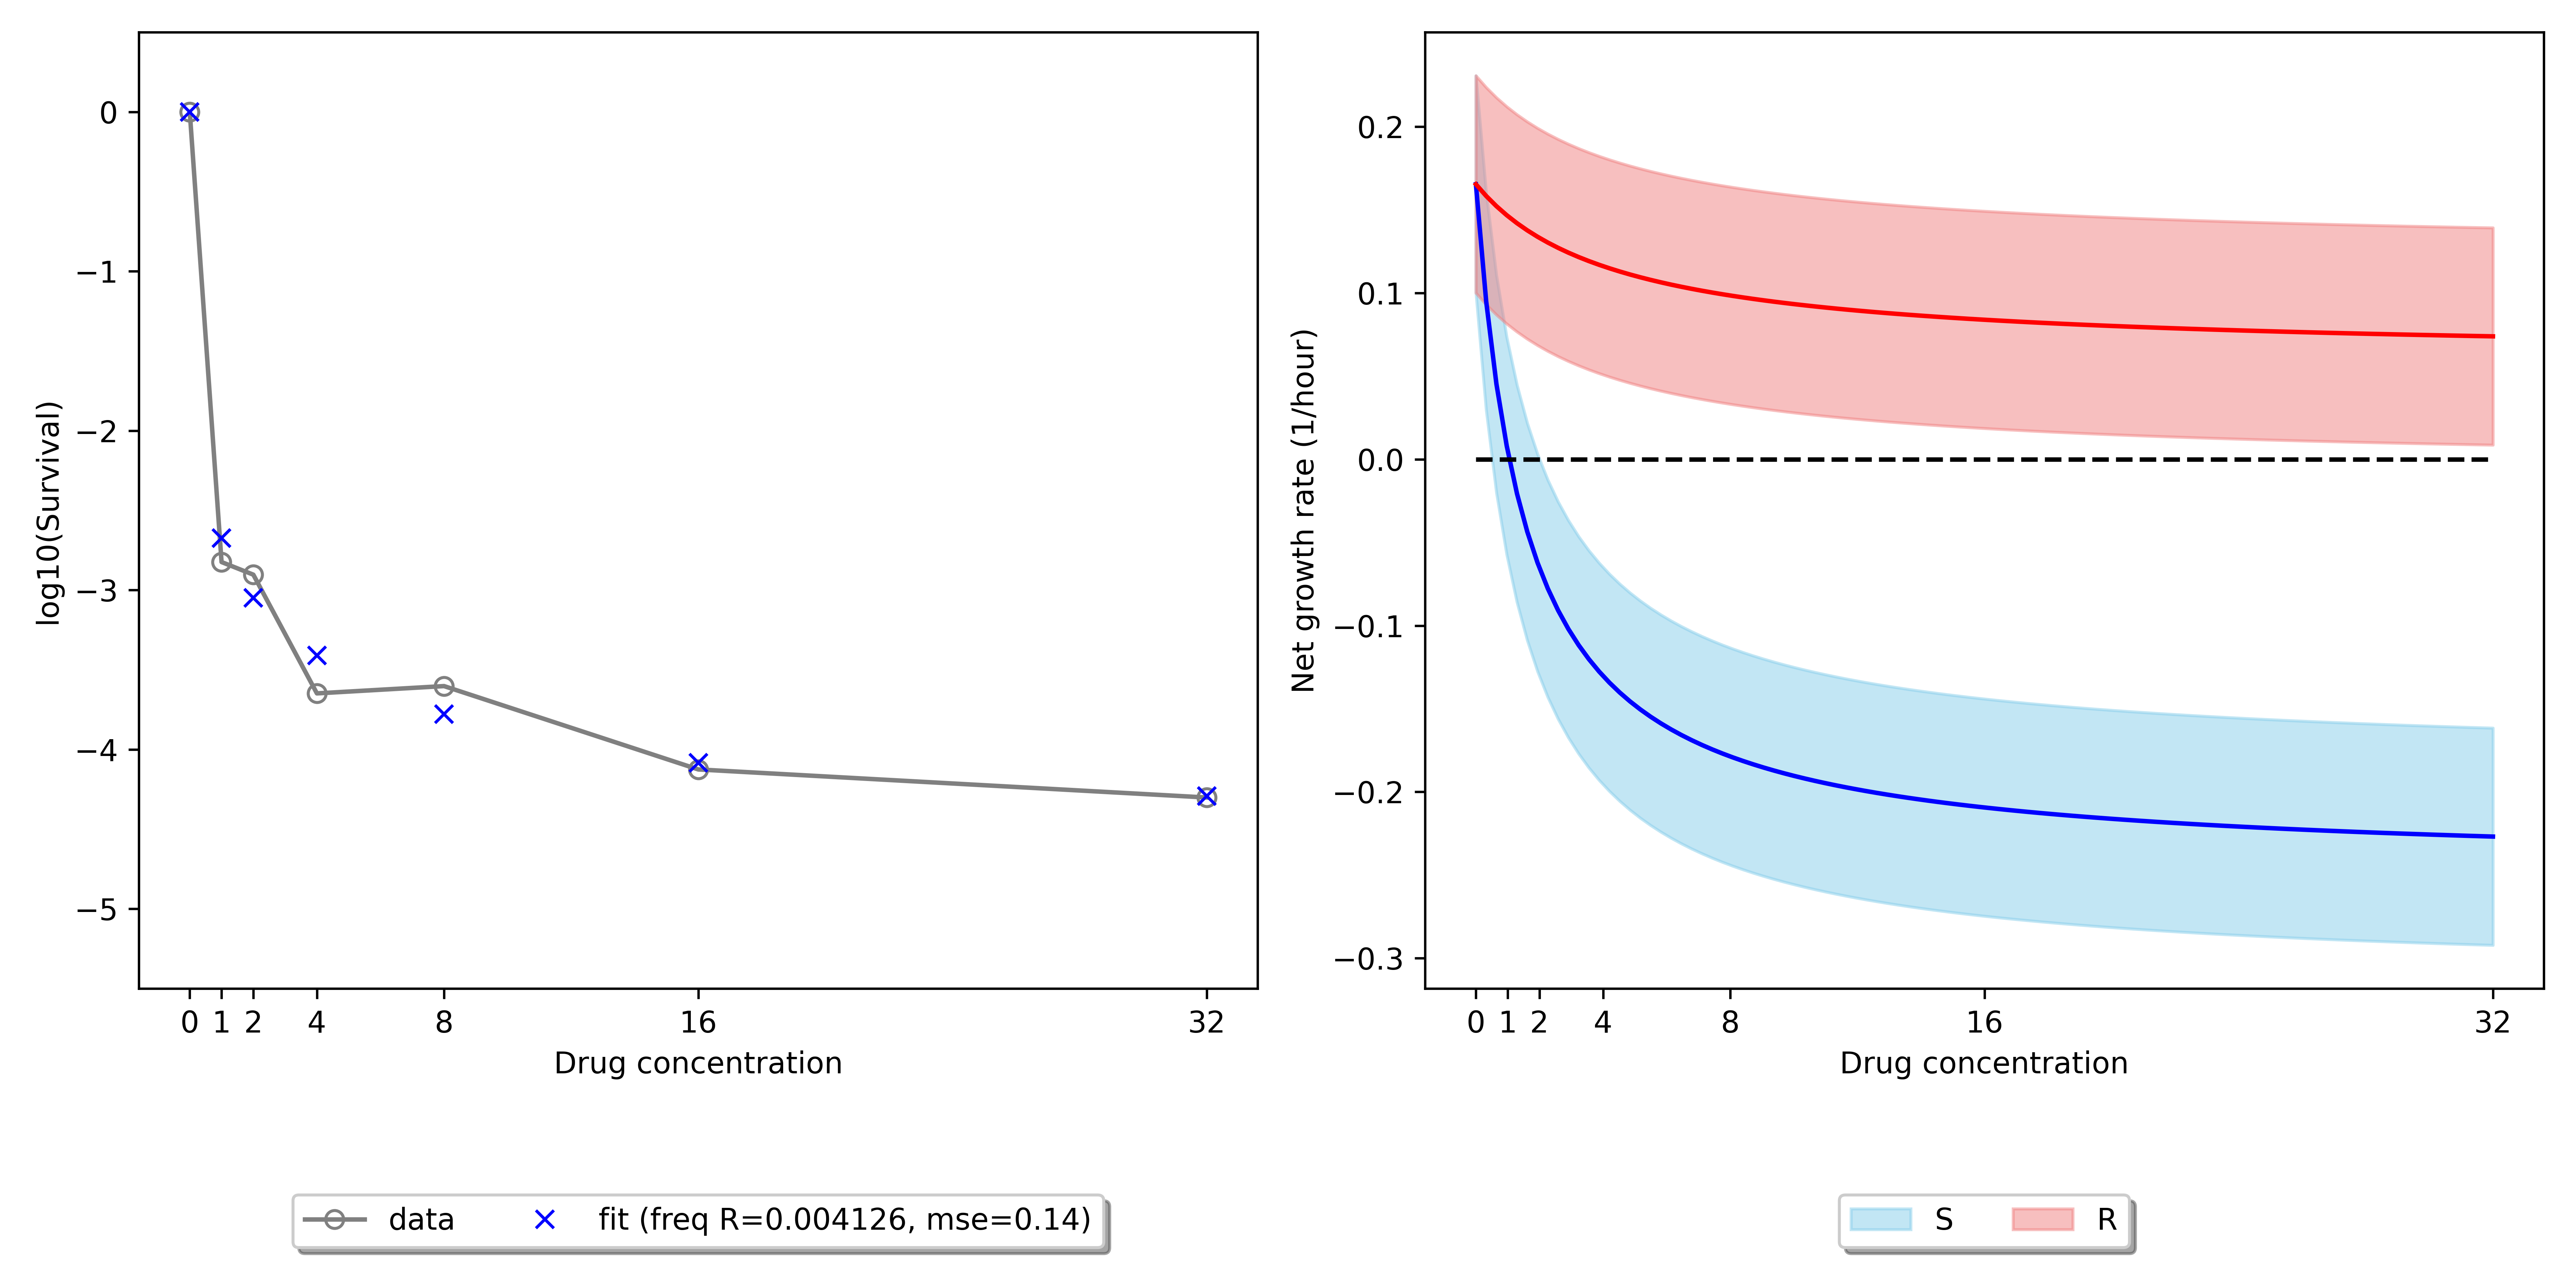 log10(Survival)
0
−1
−2
−3
−4
−5
0 1 2 4 8 16 32
Drug concentration
data fit (freq R=0.004126, mse=0.14)
Net growth rate (1/hour)
0.2
0.1
0.0
−0.1
−0.2
−0.3
0 1 2 4 8 16 32
Drug concentration
S R